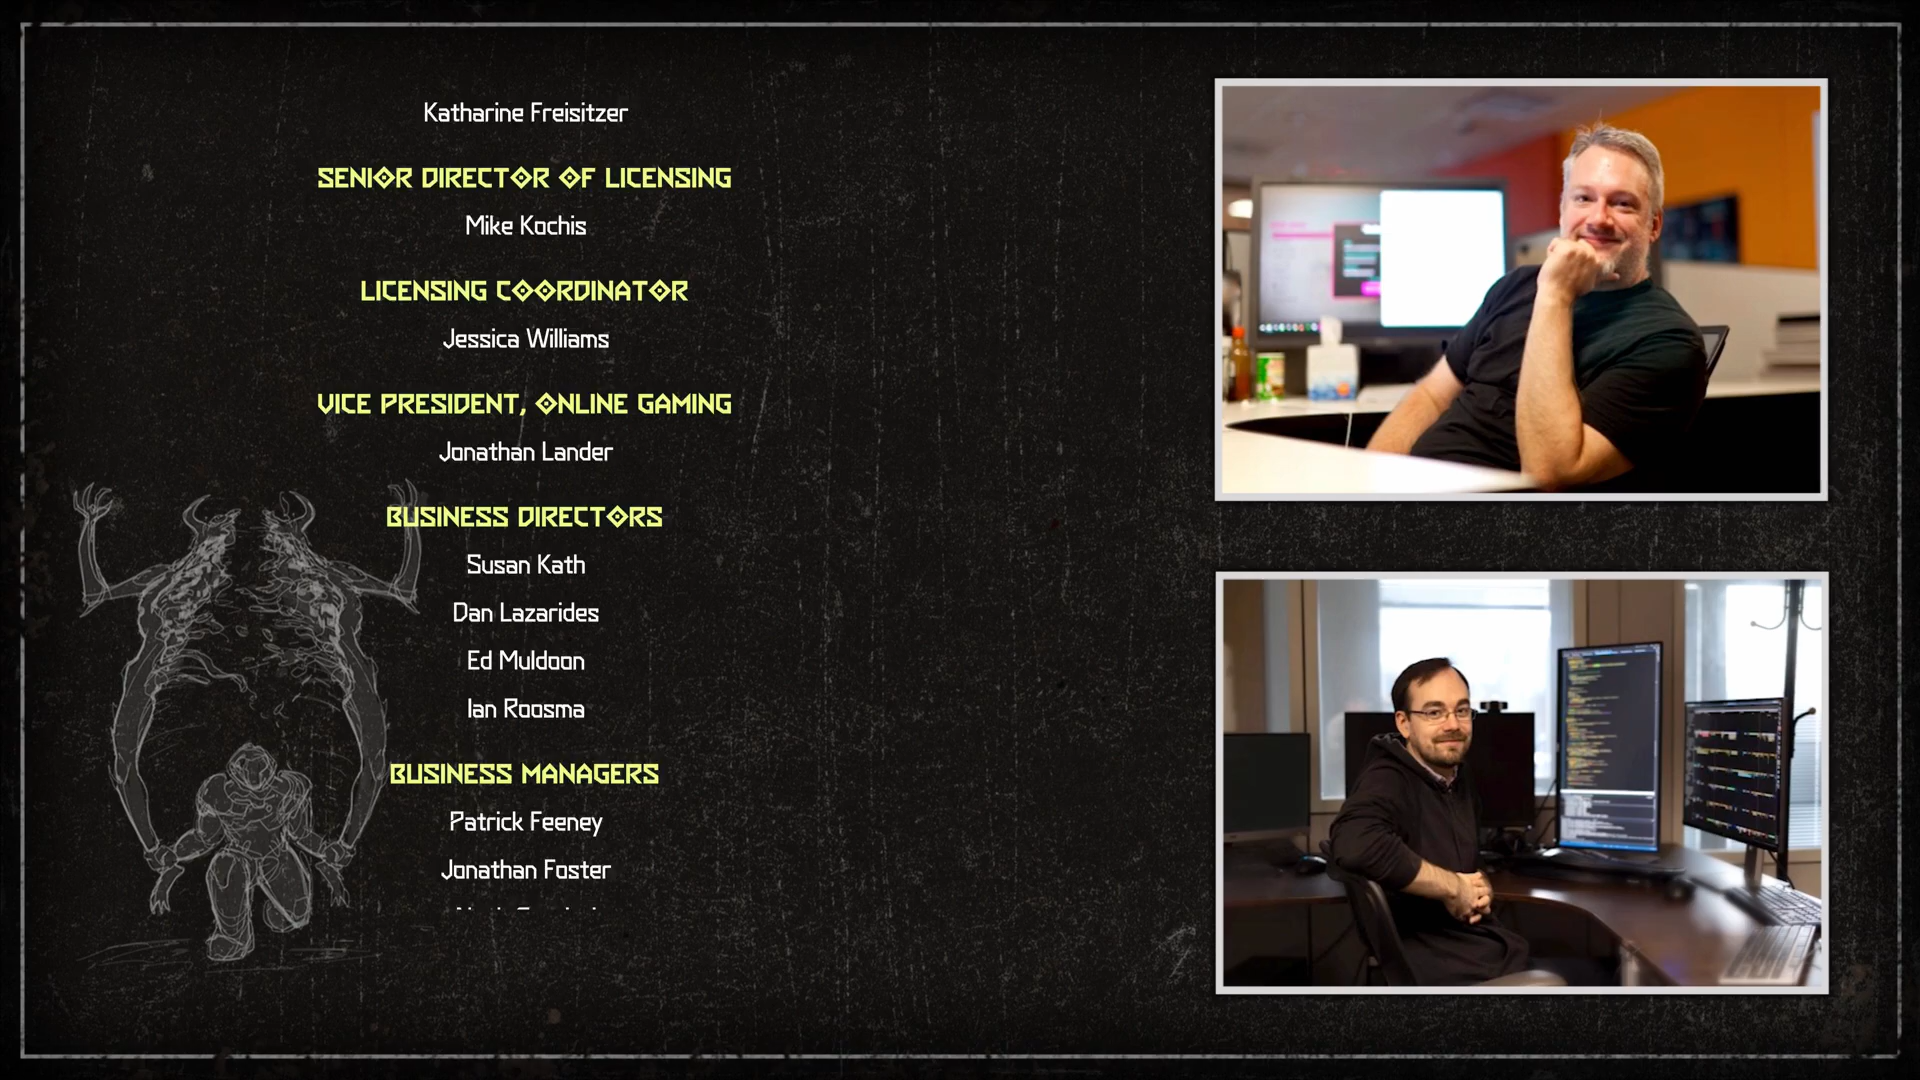 Katharine Freisitzer
SENIOR DIRECTOR OF LICENSING
Mike Kochis
LICENSING COORDINATOR
Jessica Williams
VICE PRESIDENT, ONLINE GAMING
Jonathan Lander
BUSINESS DIRECTORS
Susan Kath
Dan Lazarides
Ed Muldoon
Ian Roosma
BUSINESS MANAGERS
Patrick Feeney
Jonathan Foster